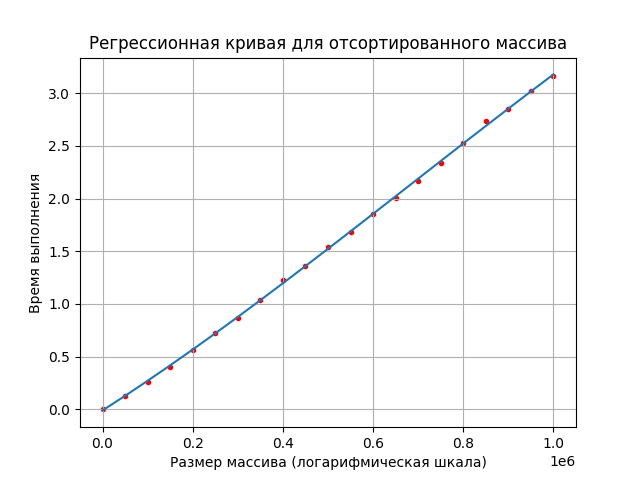 Регрессионная кривая для отсортированного массива
Время выполнения
3.0
2.5
2.0
1.5
1.0
0.5
0.0
0.0 0.2 0.4 0.6 0.8 1.0
1e6
Размер массива (логарифмическая шкала)